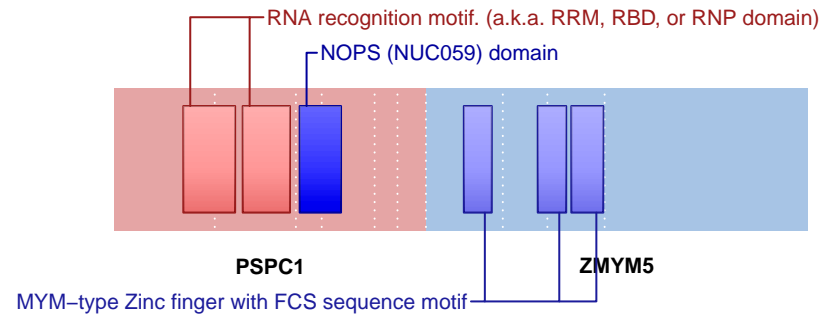 RNA recognition motif. (a.k.a. RRM, RBD, or RNP domain)
NOPS (NUC059) domain
PSPC1
ZMYM5
MYM−type Zinc finger with FCS sequence motif